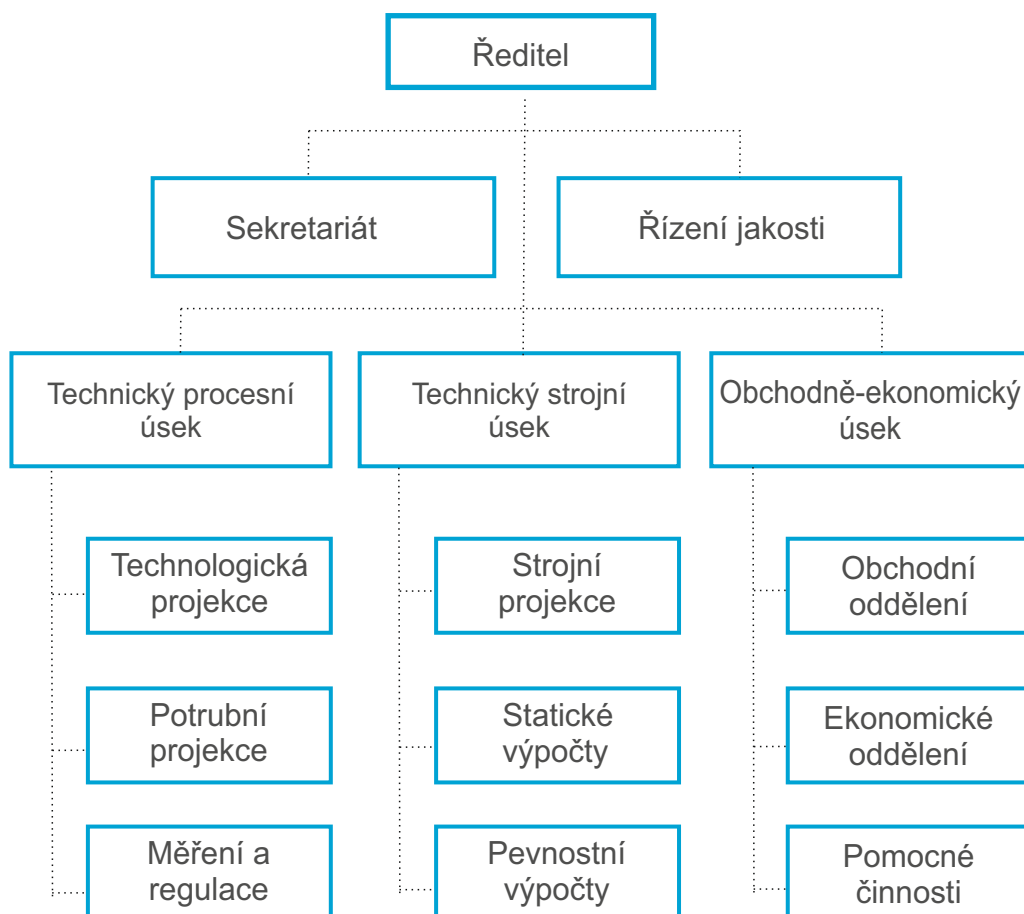 Ředitel
Sekretariát
Řízení jakosti
Technický procesní
úsek
Technický strojní
úsek
Obchodně-ekonomický
úsek
Technologická
projekce
Strojní
projekce
Obchodní
oddělení
Potrubní
projekce
Statické
výpočty
Ekonomické
oddělení
Měření a
regulace
Pevnostní
výpočty
Pomocné
činnosti